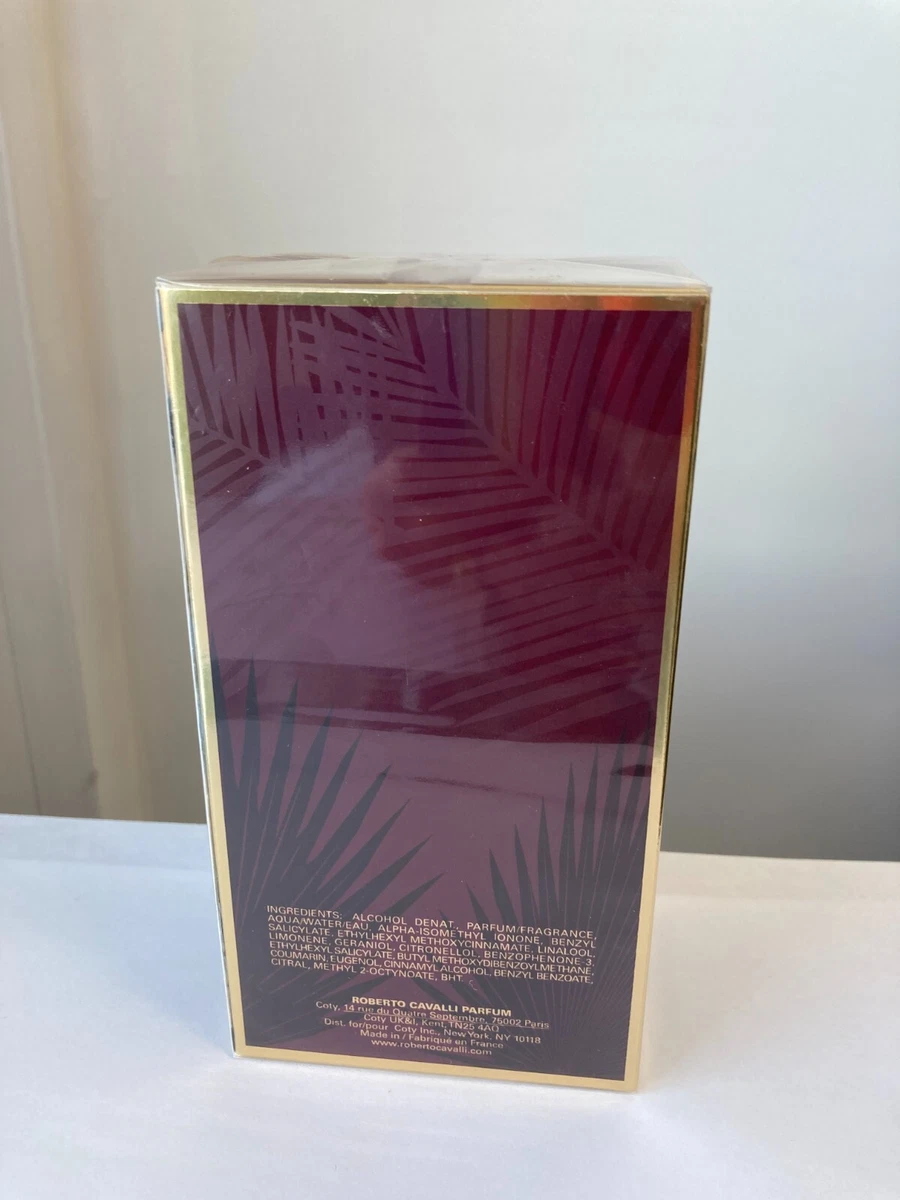 INGREDIENTS: ALCOHOL DENAT., PARFUM/FRAGRANCE,
AQUA/WATER/EAU, ALPHA-ISOMETHYL IONONE, BENZYL
SALICYLATE, ETHYLHEXYL METHOXYCINNAMATE, LINALOOL,
LIMONENE, GERANIOL, CITRONELLOL, BENZOPHENONE-3,
ETHYLHEXYL SALICYLATE, BUTYL METHOXYDIBENZOYLMETHANE,
COUMARIN, EUGENOL, CINNAMYL ALCOHOL, BENZYL BENZOATE,
CITRAL, METHYL 2-OCTYNOATE, BHT
ROBERTO CAVALLI PARFUM
Coty, 14 rue du Quatre Septembre, 75002 Paris
Coty UK&I, Kent, TN25 4AQ
Dist. for/pour Coty Inc., New York, NY 10118
Made in / Fabriqué en France
www.robertocavalli.com